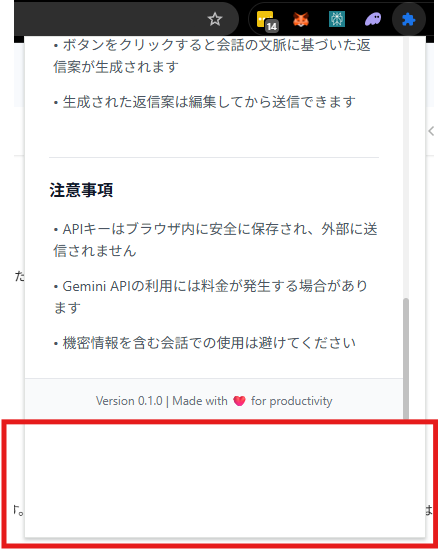 14
• ボタンをクリックすると会話の文脈に基づいた返
信案が生成されます
• 生成された返信案は編集してから送信できます
注意事項
• APIキーはブラウザ内に安全に保存され、外部に送
信されません
た
• Gemini APIの利用には料金が発生する場合があり
ます
• 機密情報を含む会話での使用は避けてください
Version 0.1.0 | Made with ❤ for productivity
す。
は